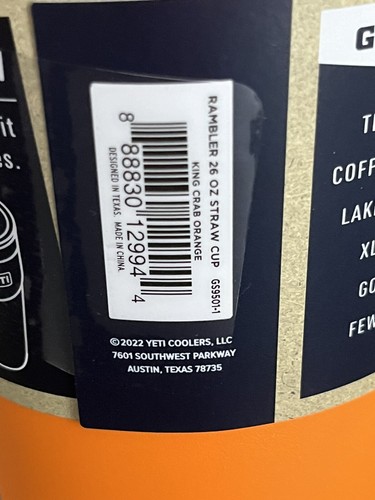 RAMBLER 26 OZ STRAW CUP
KING CRAB ORANGE GS9501-1
8 88830 12994 4
DESIGNED IN TEXAS. MADE IN CHINA.
©2022 YETI COOLERS, LLC
7601 SOUTHWEST PARKWAY
AUSTIN, TEXAS 78735